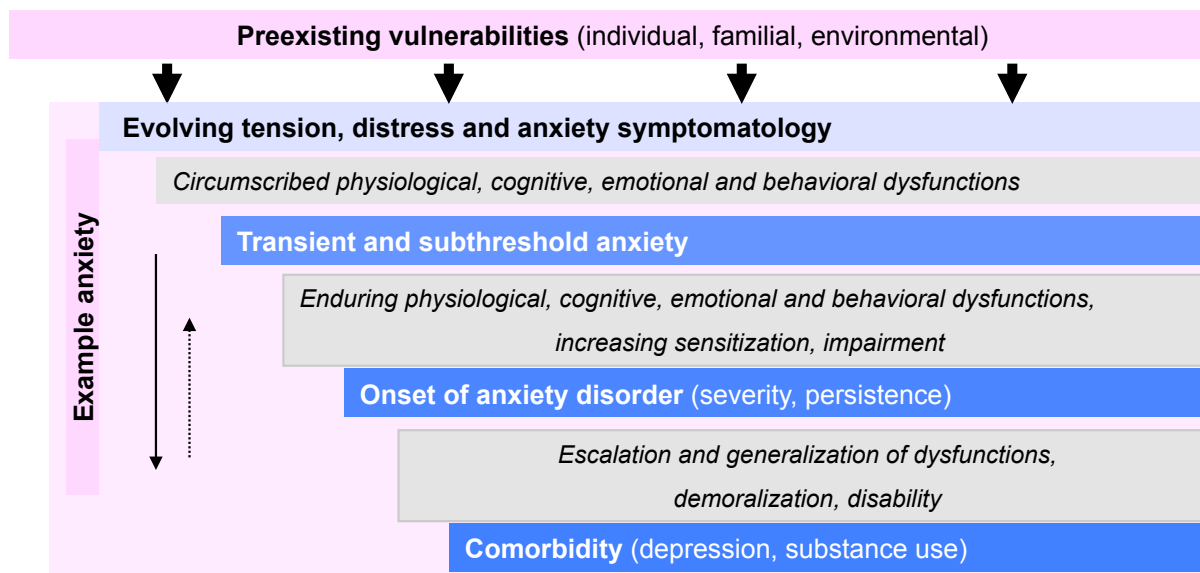 Preexisting vulnerabilities (individual, familial, environmental)
Evolving tension, distress and anxiety symptomatology
Example anxiety
Circumscribed physiological, cognitive, emotional and behavioral dysfunctions
Transient and subthreshold anxiety
Enduring physiological, cognitive, emotional and behavioral dysfunctions,
increasing sensitization, impairment
Onset of anxiety disorder (severity, persistence)
Escalation and generalization of dysfunctions,
demoralization, disability
Comorbidity (depression, substance use)